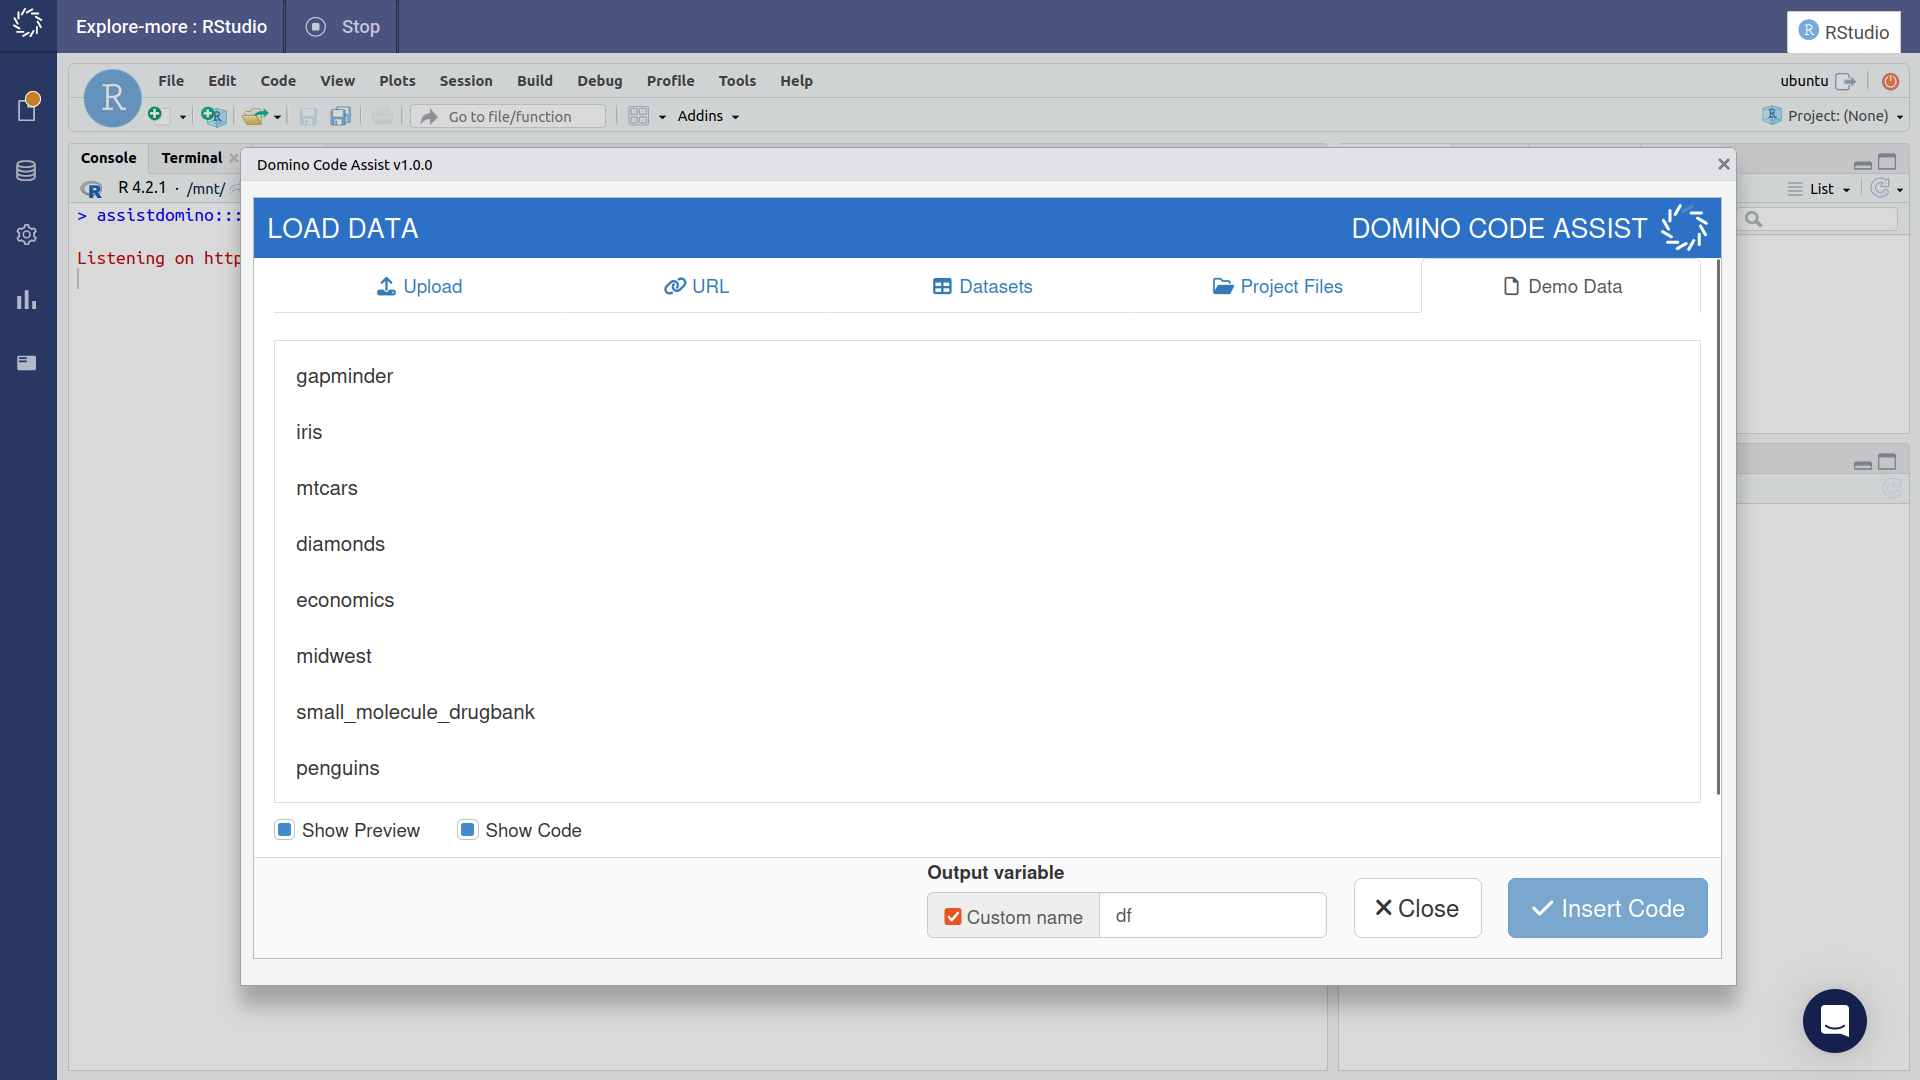 Explore-more : RStudio
Stop
RStudio
File Edit Code View Plots Session Build Debug Profile Tools Help
ubuntu
Go to file/function
Addins
Project: (None)
Console
Terminal
R 4.2.1 · /mnt/
List
> assistdomino:::
Listening on http
Domino Code Assist v1.0.0
LOAD DATA
DOMINO CODE ASSIST
Upload
URL
Datasets
Project Files
Demo Data
gapminder
iris
mtcars
diamonds
economics
midwest
small_molecule_drugbank
penguins
Show Preview
Show Code
Output variable
Custom name
df
Close
Insert Code